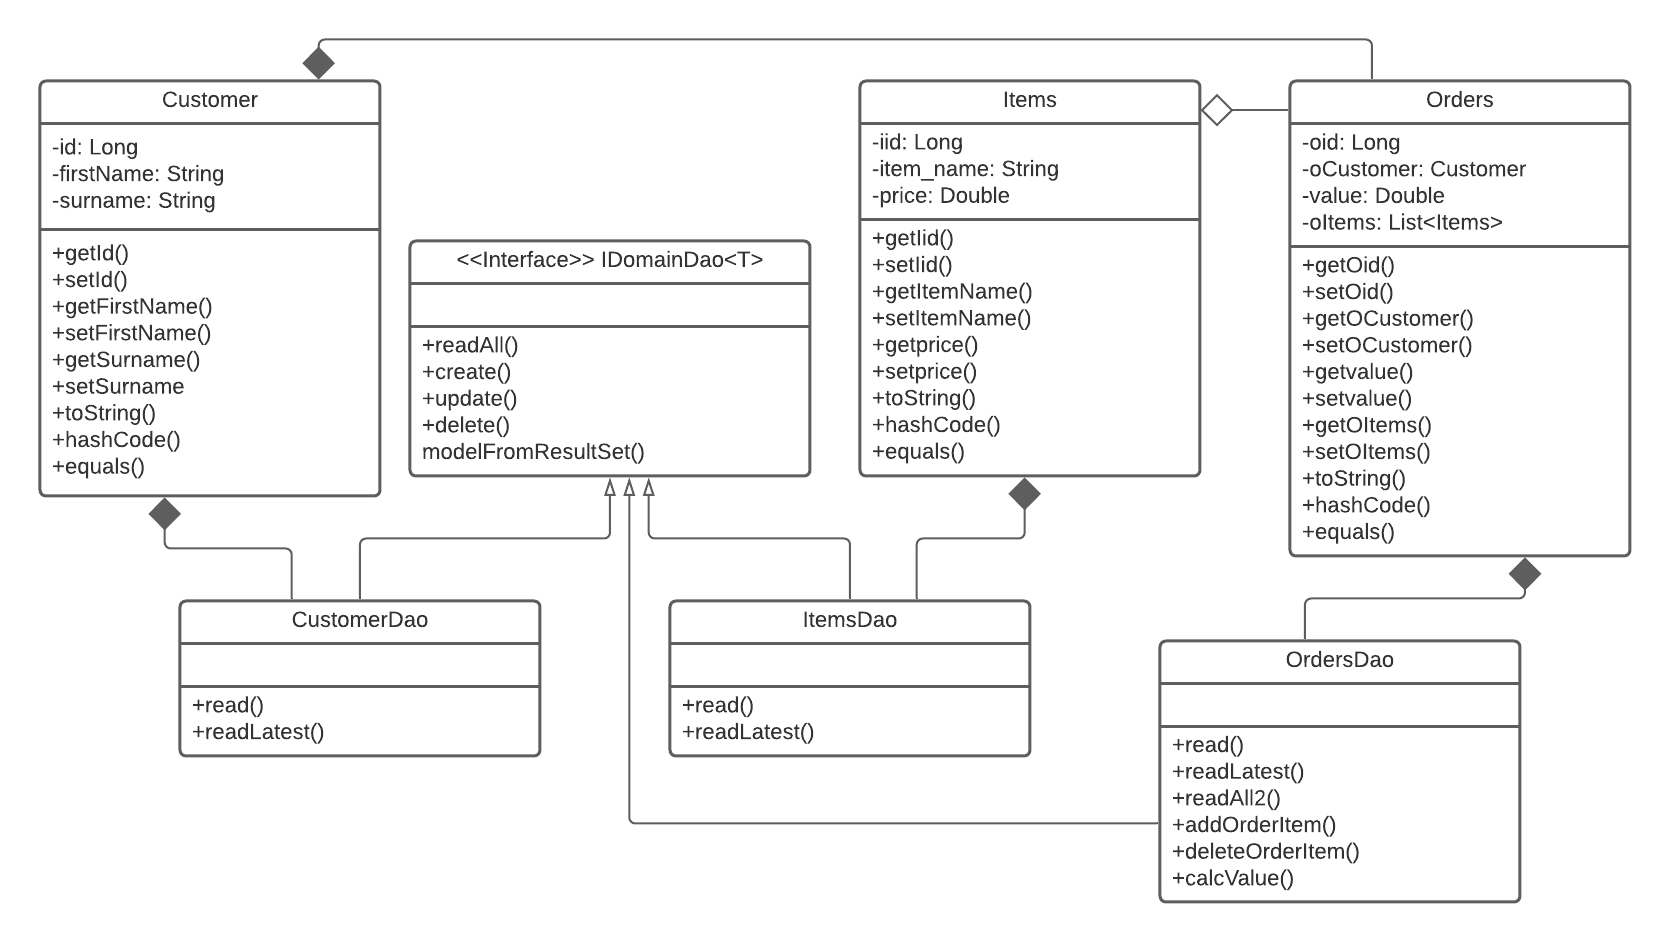 Customer
-id: Long
-firstName: String
-surname: String
+getId()
+setId()
+getFirstName()
+setFirstName()
+getSurname()
+setSurname
+toString()
+hashCode()
+equals()
<<Interface>> IDomainDao<T>
+readAll()
+create()
+update()
+delete()
modelFromResultSet()
Items
-iid: Long
-item_name: String
-price: Double
+getIid()
+setIid()
+getItemName()
+setItemName()
+getprice()
+setprice()
+toString()
+hashCode()
+equals()
Orders
-oid: Long
-oCustomer: Customer
-value: Double
-oItems: List<Items>
+getOid()
+setOid()
+getOCustomer()
+setOCustomer()
+getvalue()
+setvalue()
+getOItems()
+setOItems()
+toString()
+hashCode()
+equals()
CustomerDao
+read()
+readLatest()
ItemsDao
+read()
+readLatest()
OrdersDao
+read()
+readLatest()
+readAll2()
+addOrderItem()
+deleteOrderItem()
+calcValue()